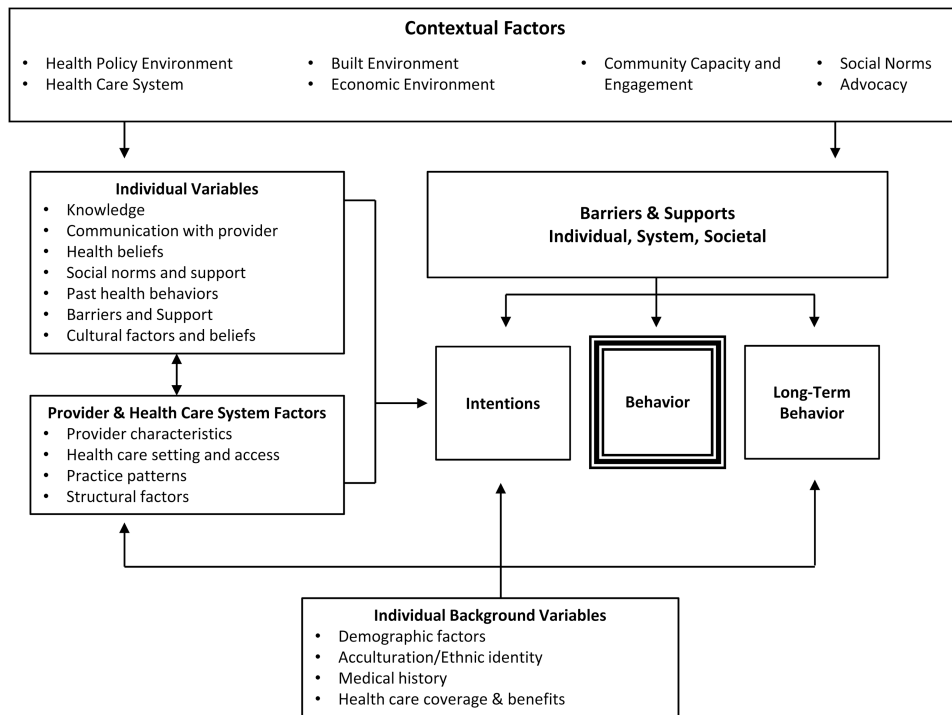 Contextual Factors
• Health Policy Environment
• Health Care System
• Built Environment
• Economic Environment
• Community Capacity and
Engagement
• Social Norms
• Advocacy
Individual Variables
• Knowledge
• Communication with provider
• Health beliefs
• Social norms and support
• Past health behaviors
• Barriers and Support
• Cultural factors and beliefs
Barriers & Supports
Individual, System, Societal
Provider & Health Care System Factors
• Provider characteristics
• Health care setting and access
• Practice patterns
• Structural factors
Intentions
Behavior
Long-Term
Behavior
Individual Background Variables
• Demographic factors
• Acculturation/Ethnic identity
• Medical history
• Health care coverage & benefits